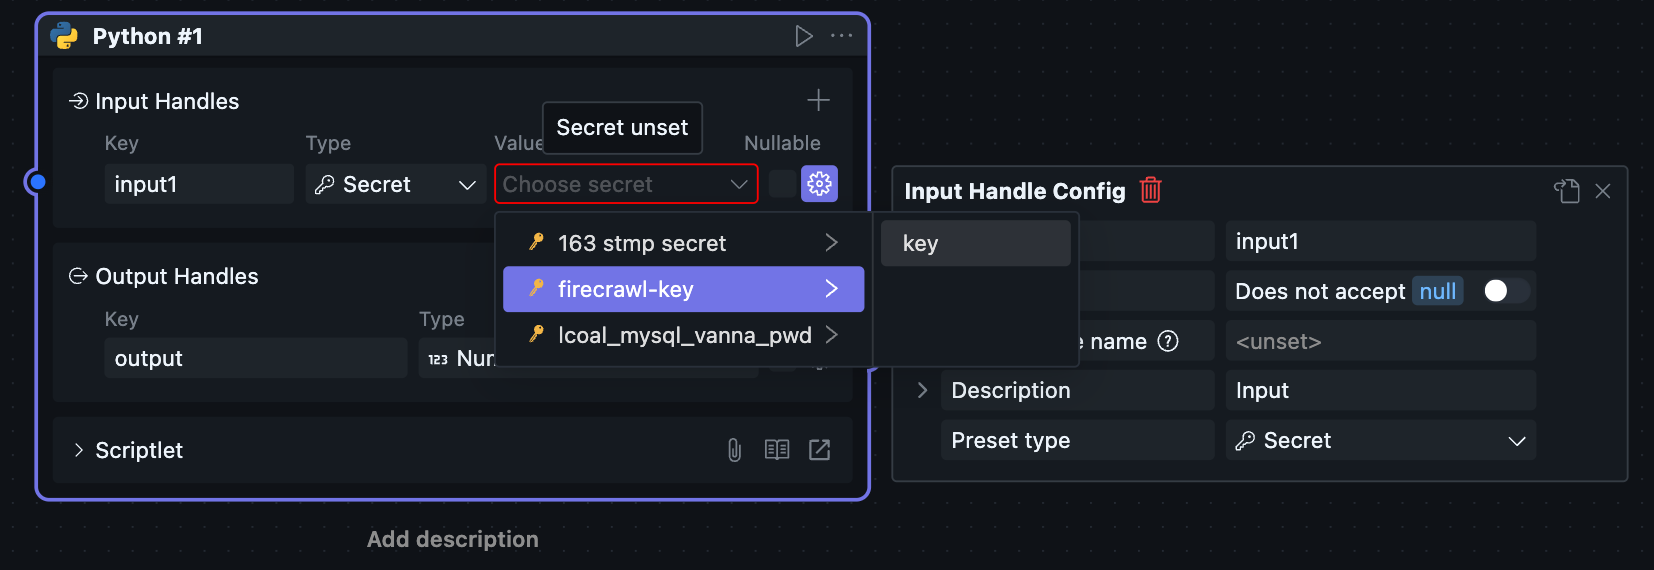 Python #1
Input Handles
Secret unset
Key Type Value Nullable
input1 Secret Choose secret
163 stmp secret
firecrawl-key
lcoal_mysql_vanna_pwd
key
Output Handles
Key Type
output 123
Scriptlet
Add description
Input Handle Config
input1
Does not accept null
name ? <unset>
Description Input
Preset type Secret